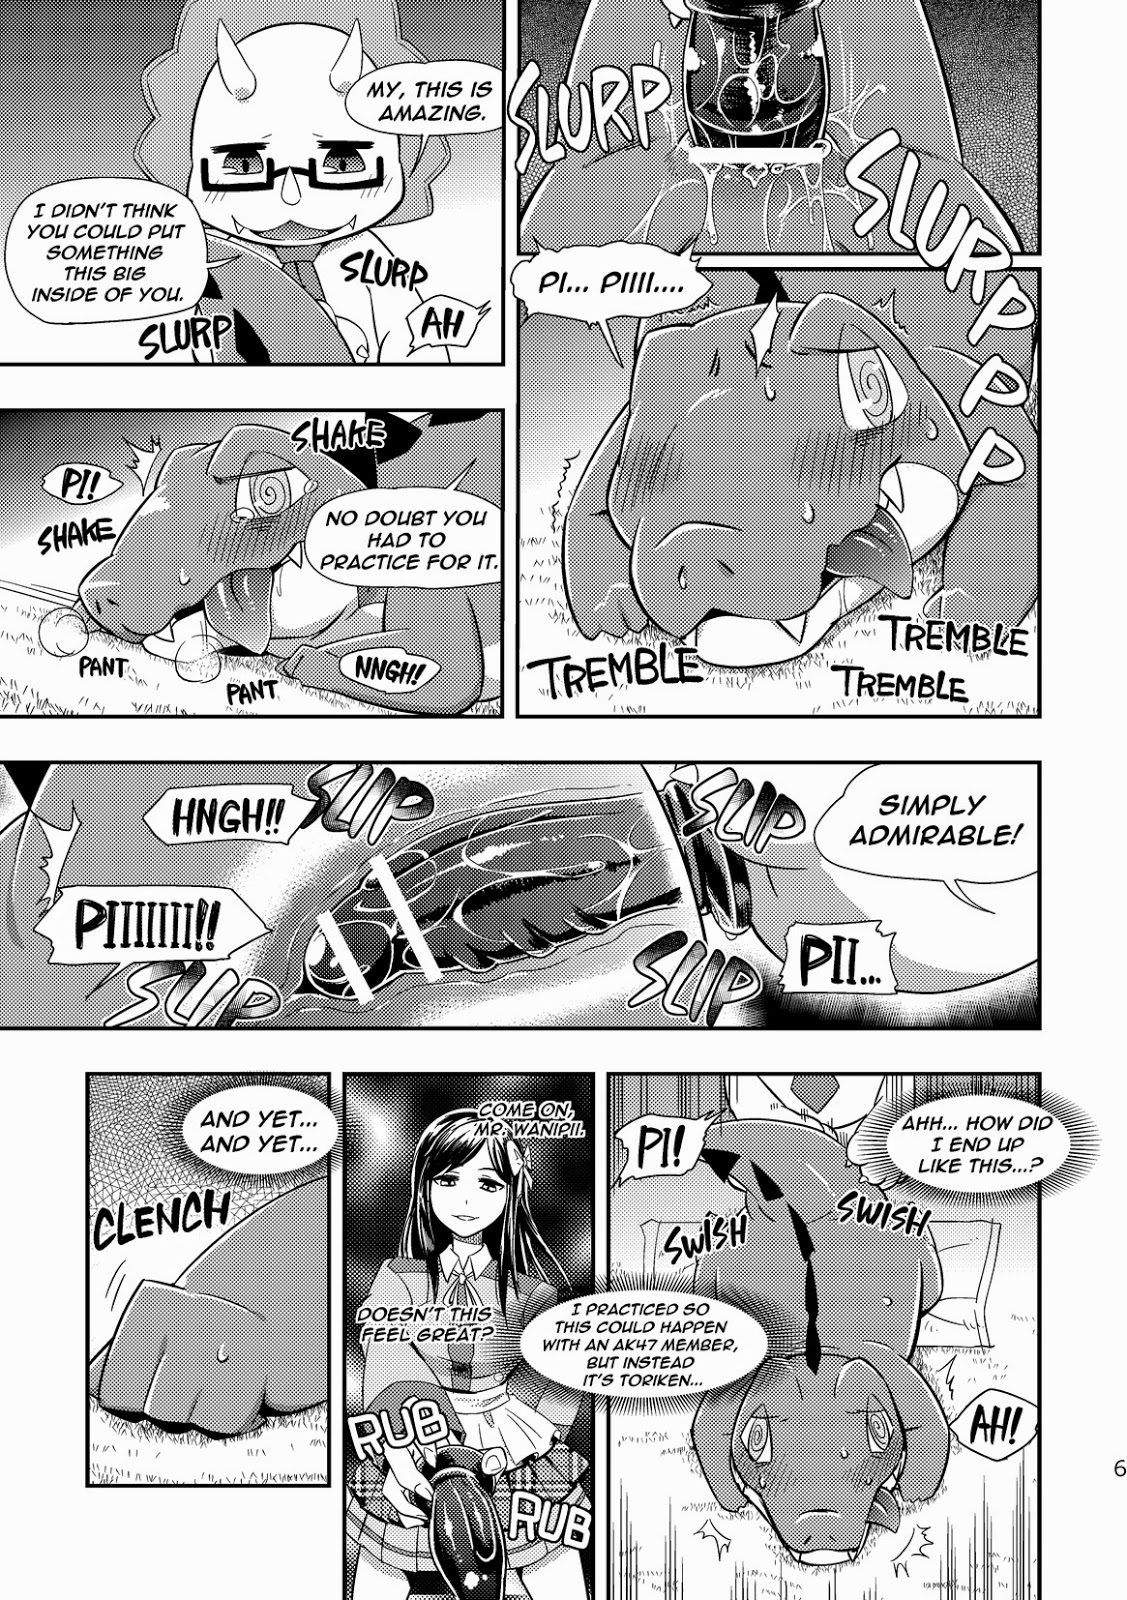 SLURP
SLURP
SLURPPPP
PI... PIIII....
TREMBLE
TREMBLE
TREMBLE
MY, THIS IS
AMAZING.
I DIDN'T THINK
YOU COULD PUT
SOMETHING
THIS BIG
INSIDE OF YOU.
SLURP
SLURP
AH
SHAKE
PI!
SHAKE
NO DOUBT YOU
HAD TO
PRACTICE FOR IT.
PANT
PANT
NNGH!!
SIMPLY
ADMIRABLE!
SLIP
SLIP
HNGH!!
PIIIIIIII!!
PII...
SLIP
SLIP
AHH... HOW DID
I END UP
LIKE THIS...?
PI!
SWISH
SWISH
I PRACTICED SO
THIS COULD HAPPEN
WITH AN AK47 MEMBER,
BUT INSTEAD
IT'S TORIKEN...
AH!
COME ON,
MR. WANIPII.
DOESN'T THIS
FEEL GREAT?
RUB
RUB
AND YET...
AND YET...
CLENCH
6